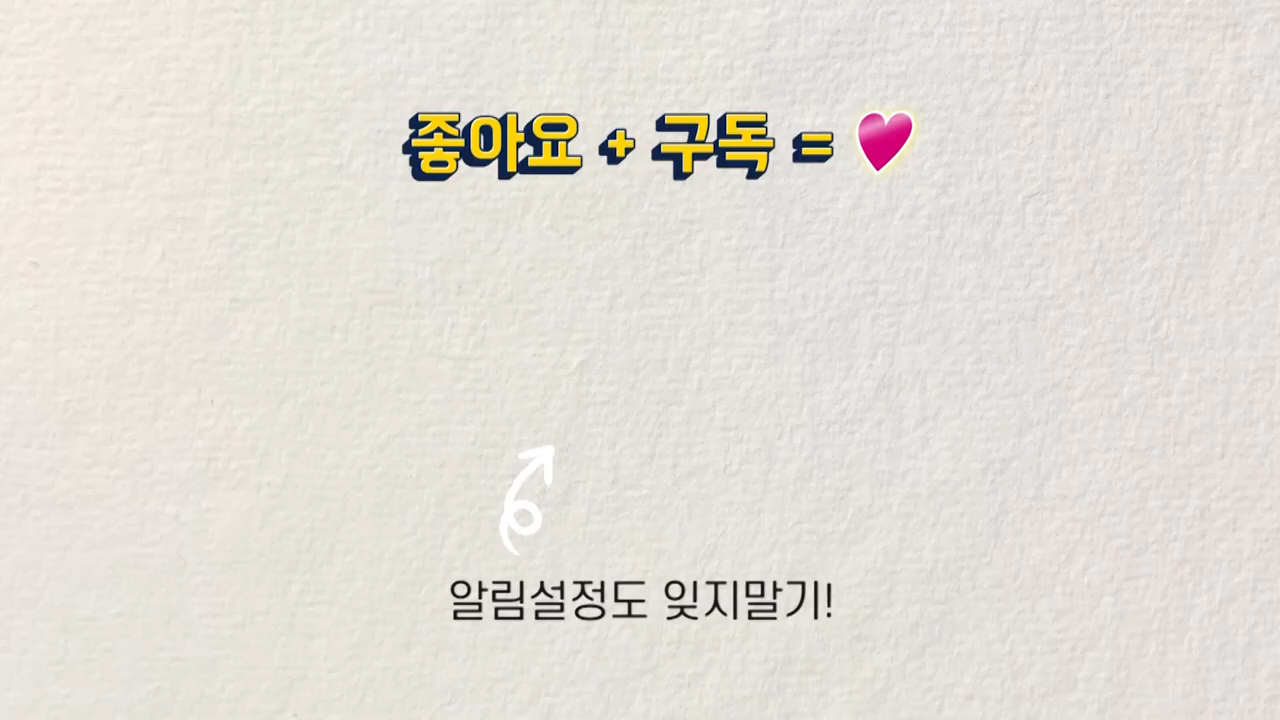 좋아요 + 구독 = 💗
알림설정도 잊지말기!